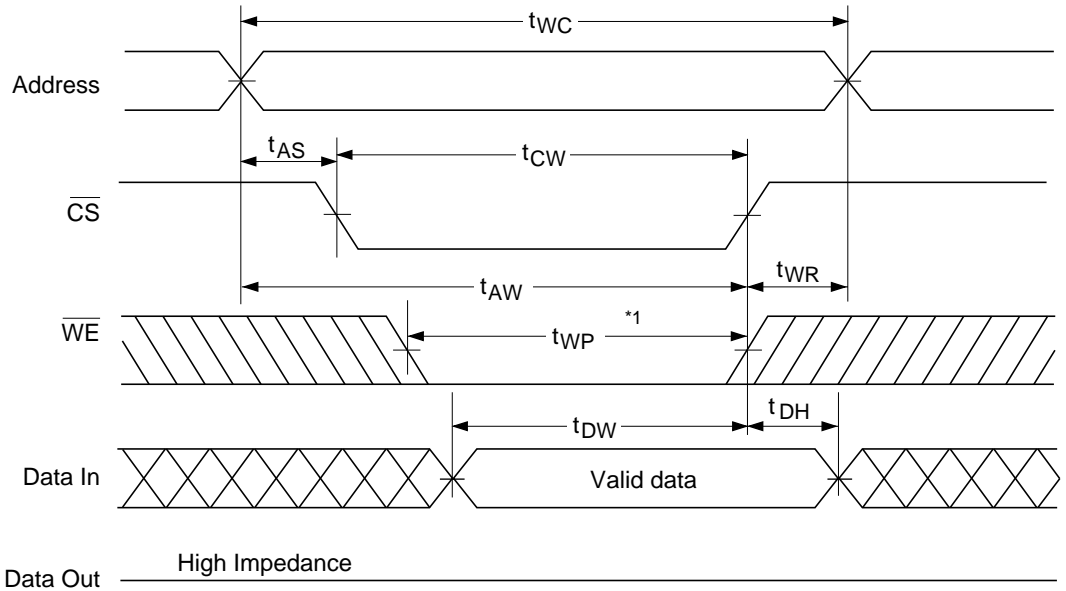 tWC
Address
tAS
tCW
CS
tAW
tWR
WE
tWP *1
tDW
tDH
Data In
Valid data
High Impedance
Data Out